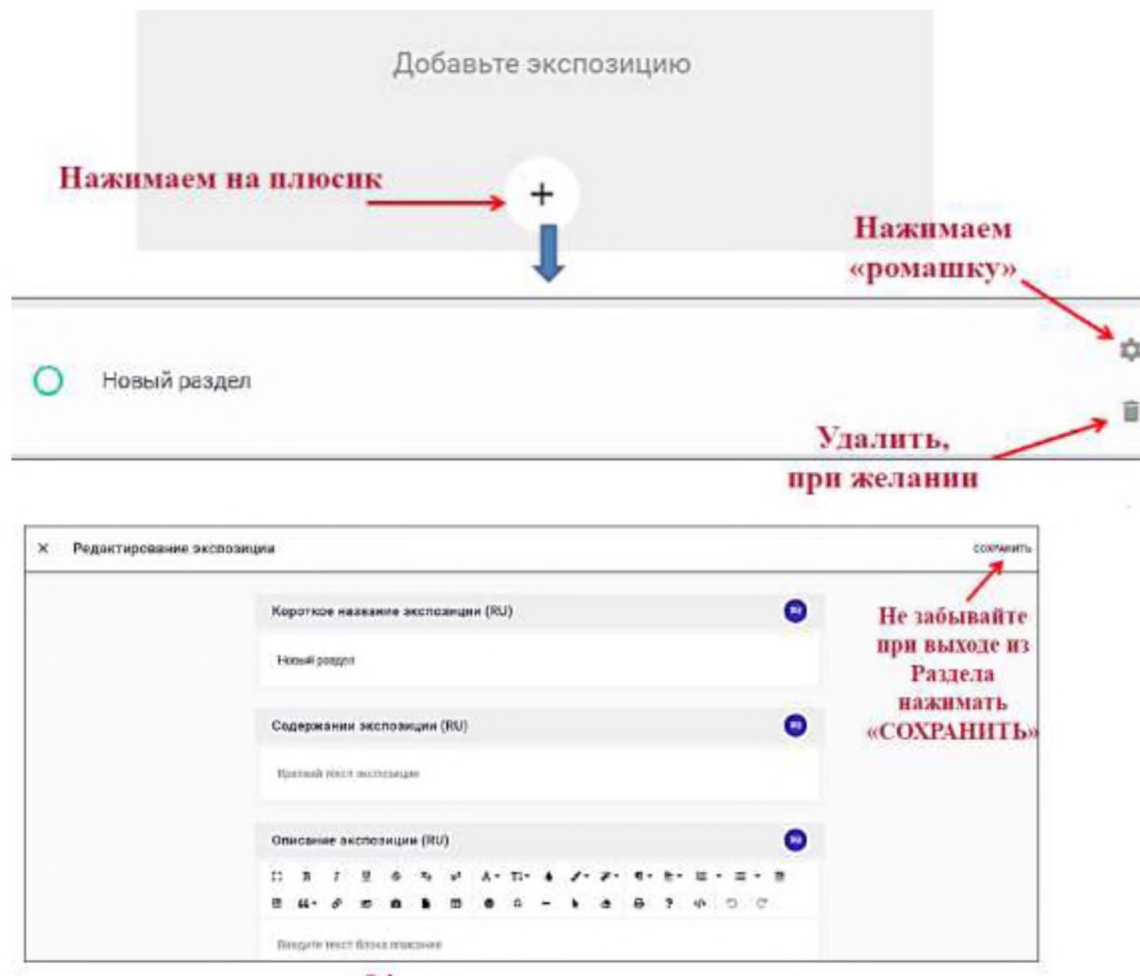 Добавьте экспозицию
Нажимаем на плюсик
+
Нажимаем
«ромашку»
Новый раздел
Удалить,
при желании
× Редактирование экспозиции
СОХРАНИТЬ
Короткое название экспозиции (RU)
Новый раздел
Не забывайте
при выходе из
Раздела
нажимать
«СОХРАНИТЬ»
Содержании экспозиции (RU)
Краткий текст экспозиции
Описание экспозиции (RU)
Введите текст блока описания